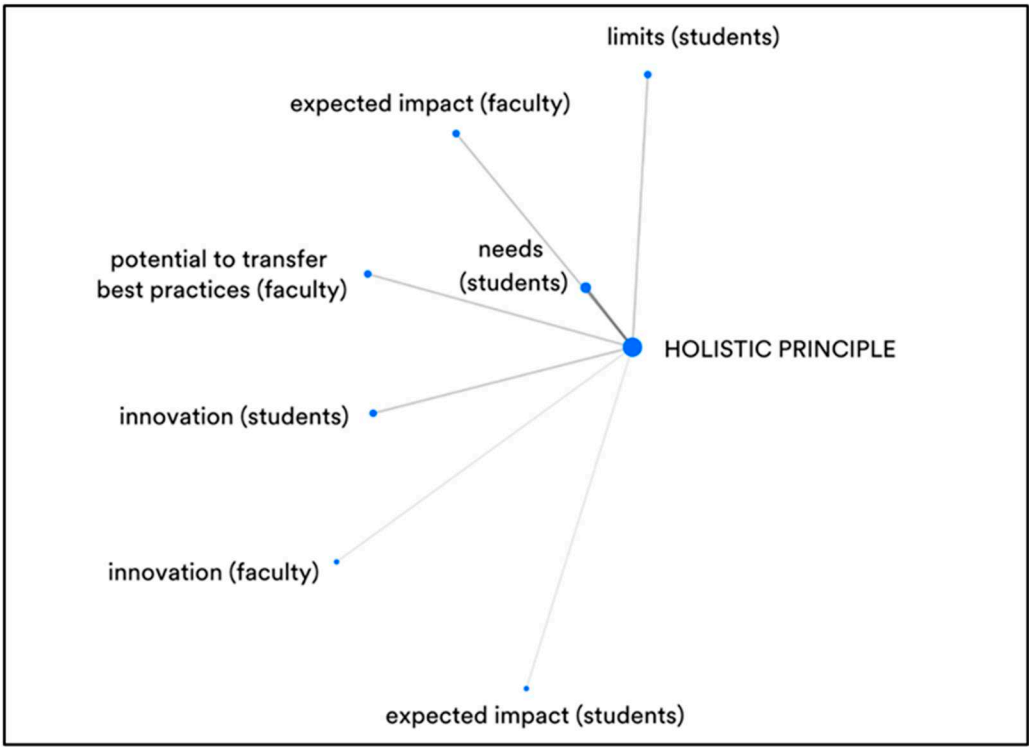 limits (students)
expected impact (faculty)
needs
(students)
potential to transfer
best practices (faculty)
HOLISTIC PRINCIPLE
innovation (students)
innovation (faculty)
expected impact (students)